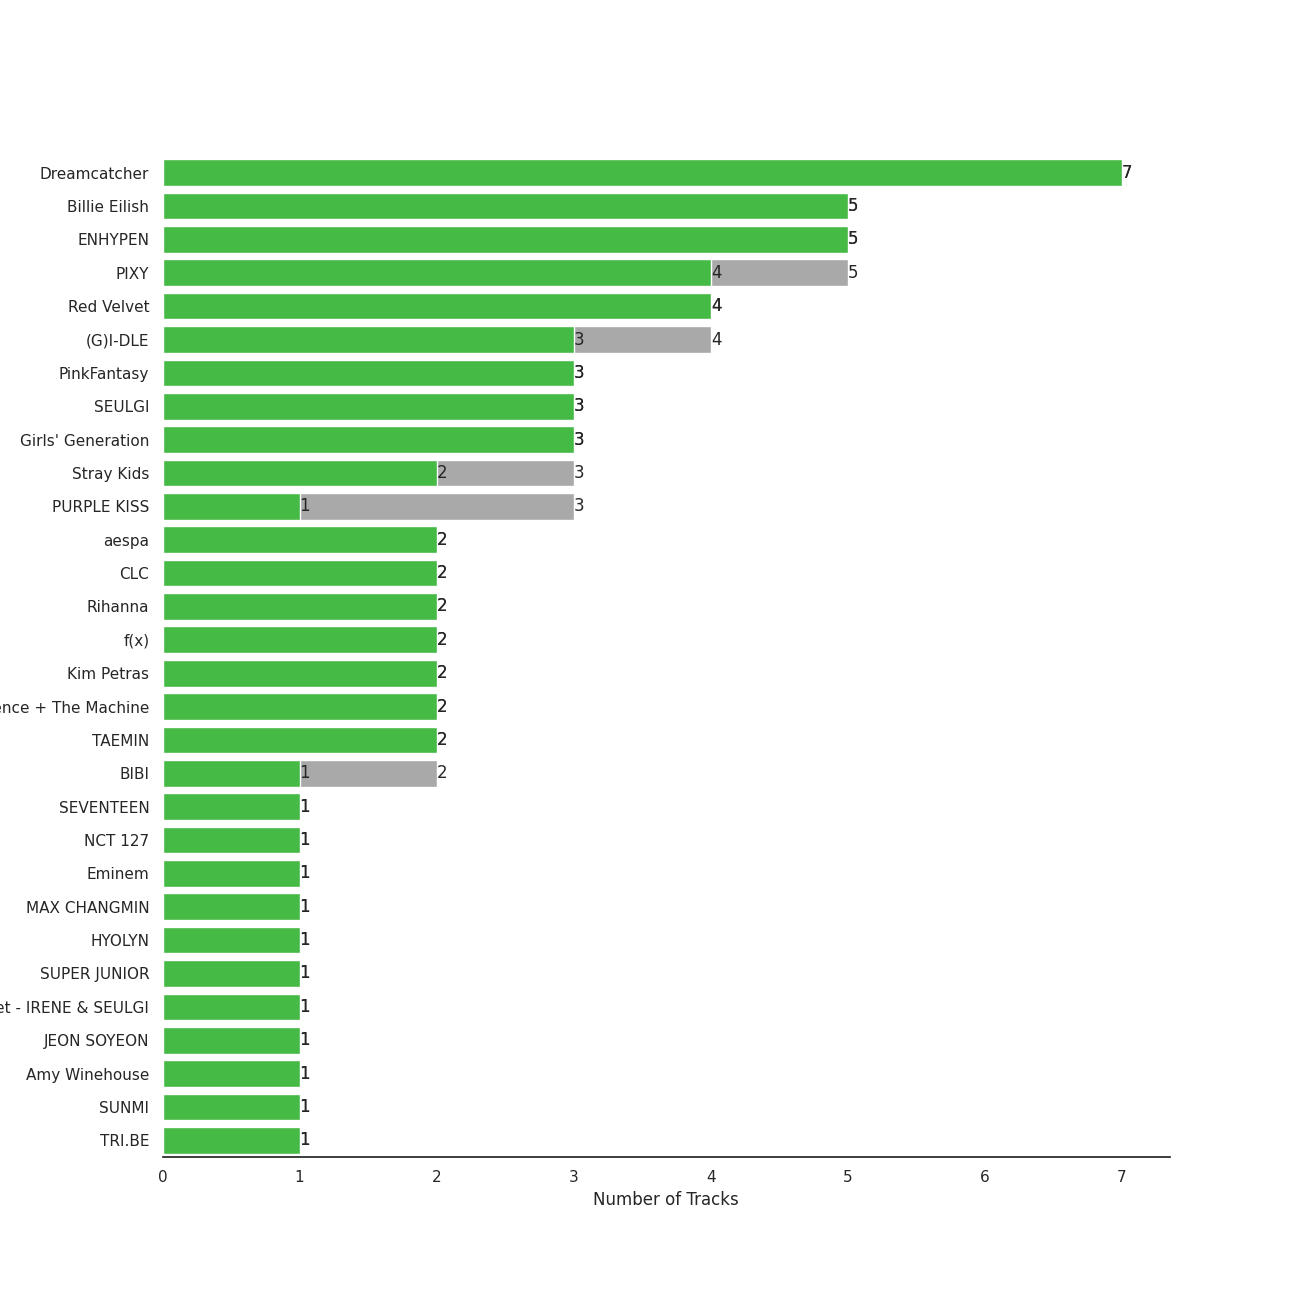 Dreamcatcher 7
Billie Eilish 5
ENHYPEN 5
PIXY 4 5
Red Velvet 4
(G)I-DLE 3 4
PinkFantasy 3
SEULGI 3
Girls' Generation 3
Stray Kids 2 3
PURPLE KISS 1 3
aespa 2
CLC 2
Rihanna 2
f(x) 2
Kim Petras 2
ence + The Machine 2
TAEMIN 2
BIBI 1 2
SEVENTEEN 1
NCT 127 1
Eminem 1
MAX CHANGMIN 1
HYOLYN 1
SUPER JUNIOR 1
et - IRENE & SEULGI 1
JEON SOYEON 1
Amy Winehouse 1
SUNMI 1
TRI.BE 1
0 1 2 3 4 5 6 7
Number of Tracks